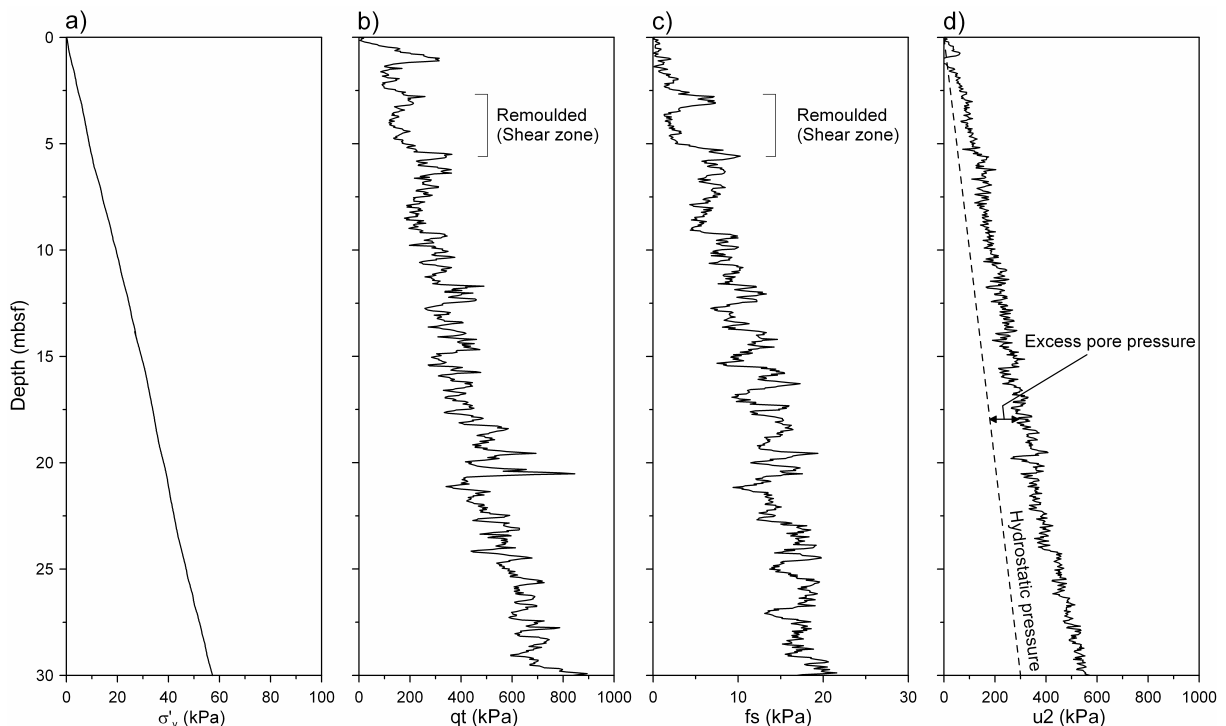 a)
b)
c)
d)
0
5
10
15
20
25
30
Depth (mbsf)
0 20 40 60 80 100
σ'v (kPa)
Remoulded
(Shear zone)
0 200 400 600 800 1000
qt (kPa)
Remoulded
(Shear zone)
0 10 20 30
fs (kPa)
Excess pore pressure
Hydrostatic pressure
0 200 400 600 800 1000
u2 (kPa)